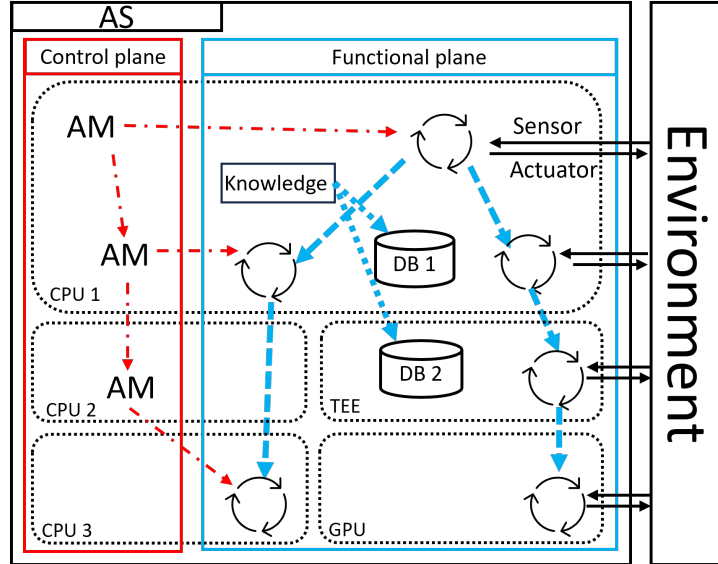 AS
Control plane
Functional plane
AM
Sensor
Actuator
Knowledge
AM
DB 1
CPU 1
DB 2
AM
CPU 2
TEE
CPU 3
GPU
Environment